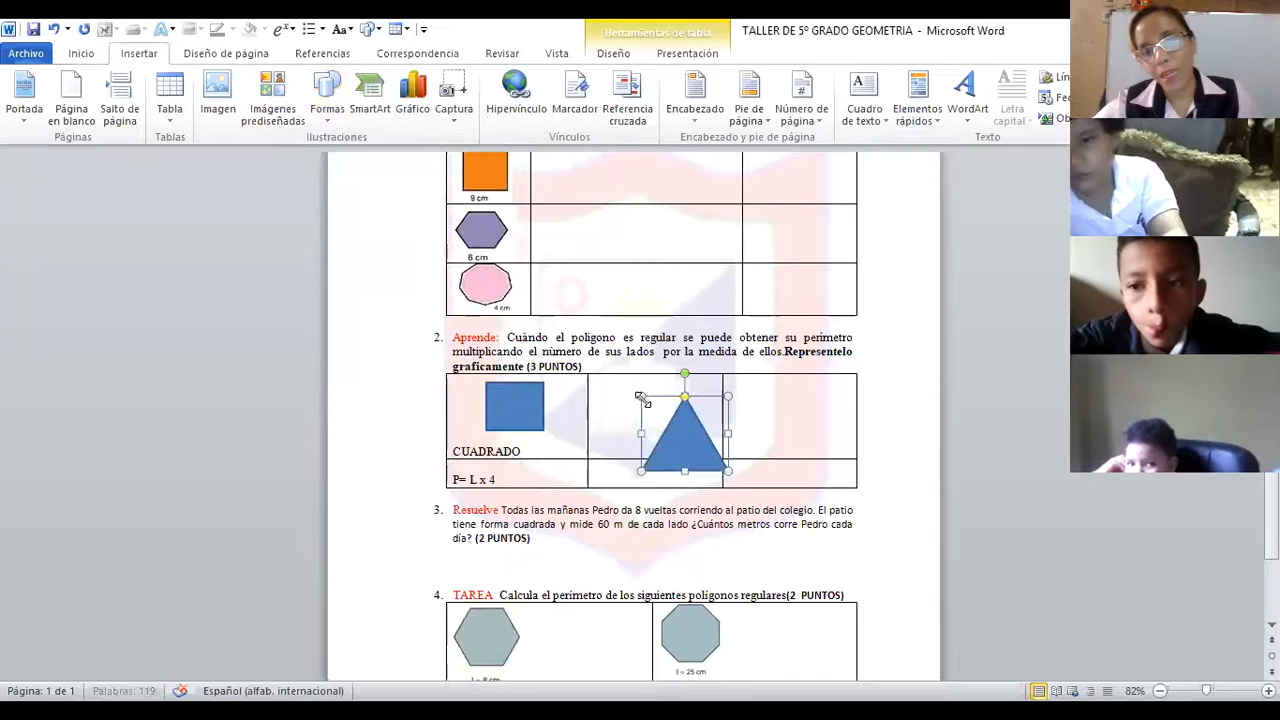 TALLER DE 5º GRADO GEOMETRIA - Microsoft Word
Herramientas de tabla
Archivo Inicio Insertar Diseño de página Referencias Correspondencia Revisar Vista Diseño Presentación
Portada
Página en blanco
Salto de página
Tabla
Imagen
Imágenes prediseñadas
Formas
SmartArt
Gráfico
Captura
Hipervínculo
Marcador
Referencia cruzada
Encabezado
Pie de página
Número de página
Cuadro de texto
Elementos rápidos
WordArt
Letra capital
Páginas Tablas Ilustraciones Vínculos Encabezado y pie de página Texto
9 cm
6 cm
4 cm
2. Aprende: Cuándo el poligono es regular se puede obtener su perimetro
multiplicando el número de sus lados por la medida de ellos.Representelo
graficamente (3 PUNTOS)
CUADRADO
P= L x 4
3. Resuelve Todas las mañanas Pedro da 8 vueltas corriendo al patio del colegio. El patio
tiene forma cuadrada y mide 60 m de cada lado ¿Cuántos metros corre Pedro cada
día? (2 PUNTOS)
4. TAREA Calcula el perímetro de los siguientes polígonos regulares(2 PUNTOS)
l = 25 cm
Página: 1 de 1 Palabras: 119 Español (alfab. internacional) 82%